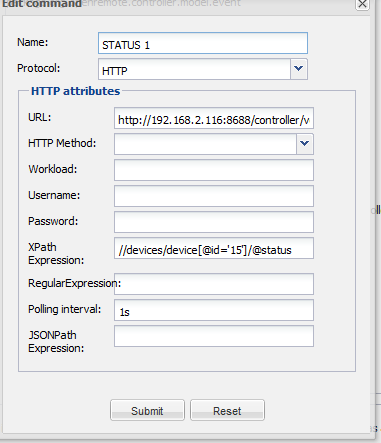 Edit command
enremote.controller.model.event
Name:
STATUS 1
Protocol:
HTTP
HTTP attributes
URL:
http://192.168.2.116:8688/controller/v
HTTP Method:
Workload:
Username:
Password:
XPath
Expression:
//devices/device[@id='15']/@status
RegularExpression:
Polling interval:
1s
JSONPath
Expression:
Submit
Reset